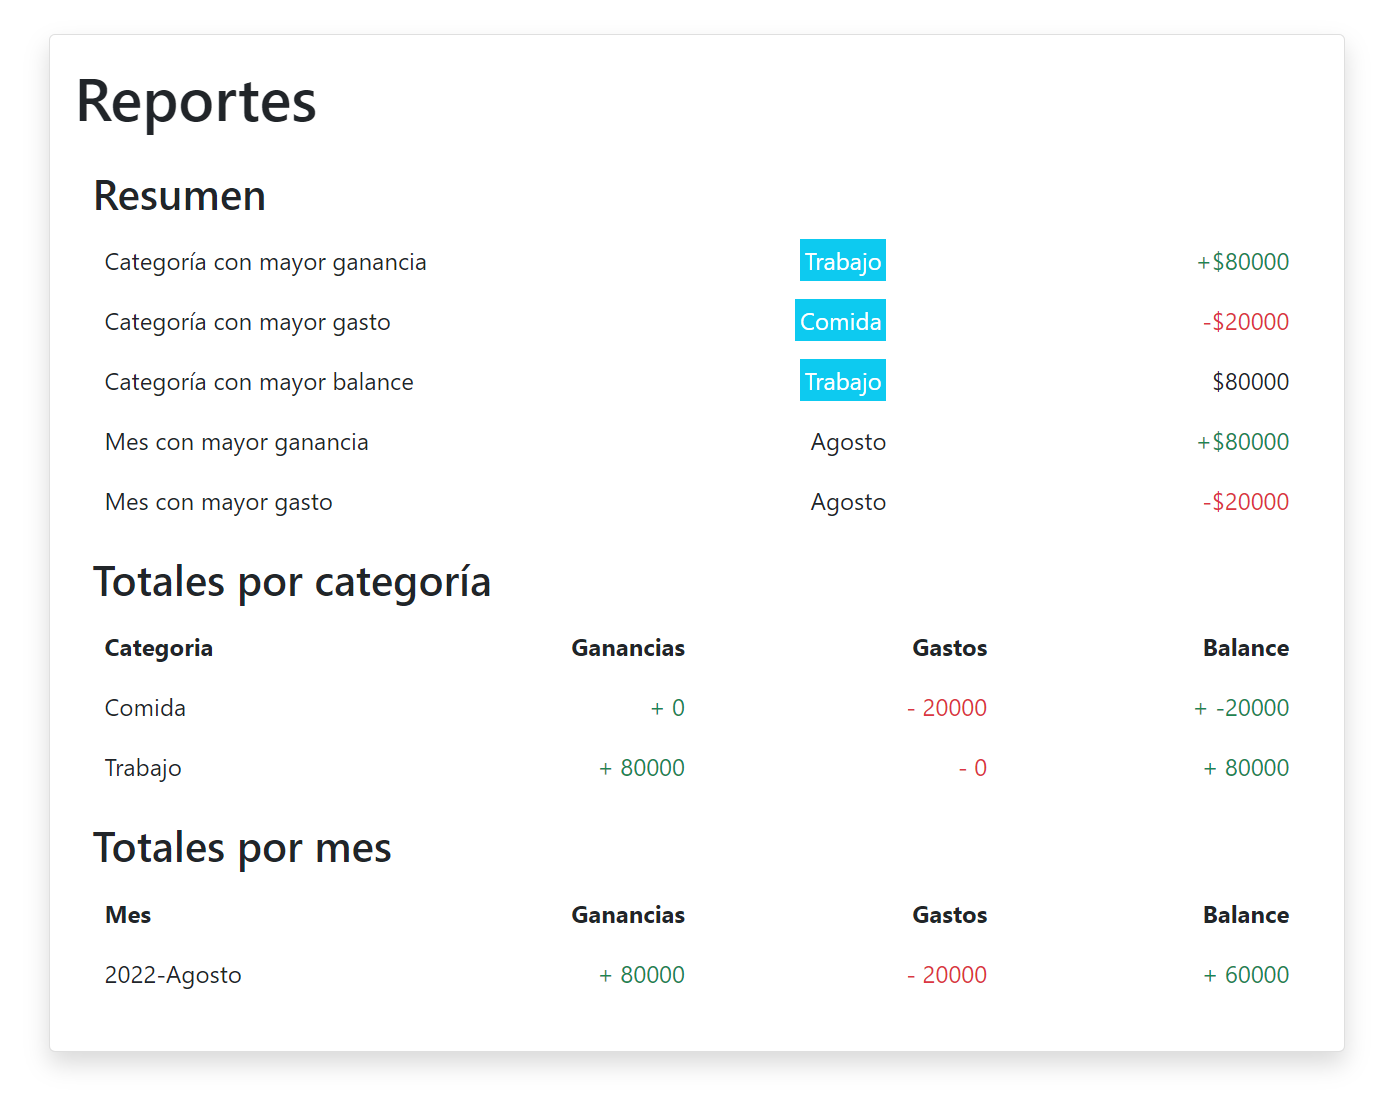 Reportes
Resumen
Categoría con mayor ganancia Trabajo +$80000
Categoría con mayor gasto Comida -$20000
Categoría con mayor balance Trabajo $80000
Mes con mayor ganancia Agosto +$80000
Mes con mayor gasto Agosto -$20000
Totales por categoría
Categoria Ganancias Gastos Balance
Comida + 0 - 20000 + -20000
Trabajo + 80000 - 0 + 80000
Totales por mes
Mes Ganancias Gastos Balance
2022-Agosto + 80000 - 20000 + 60000